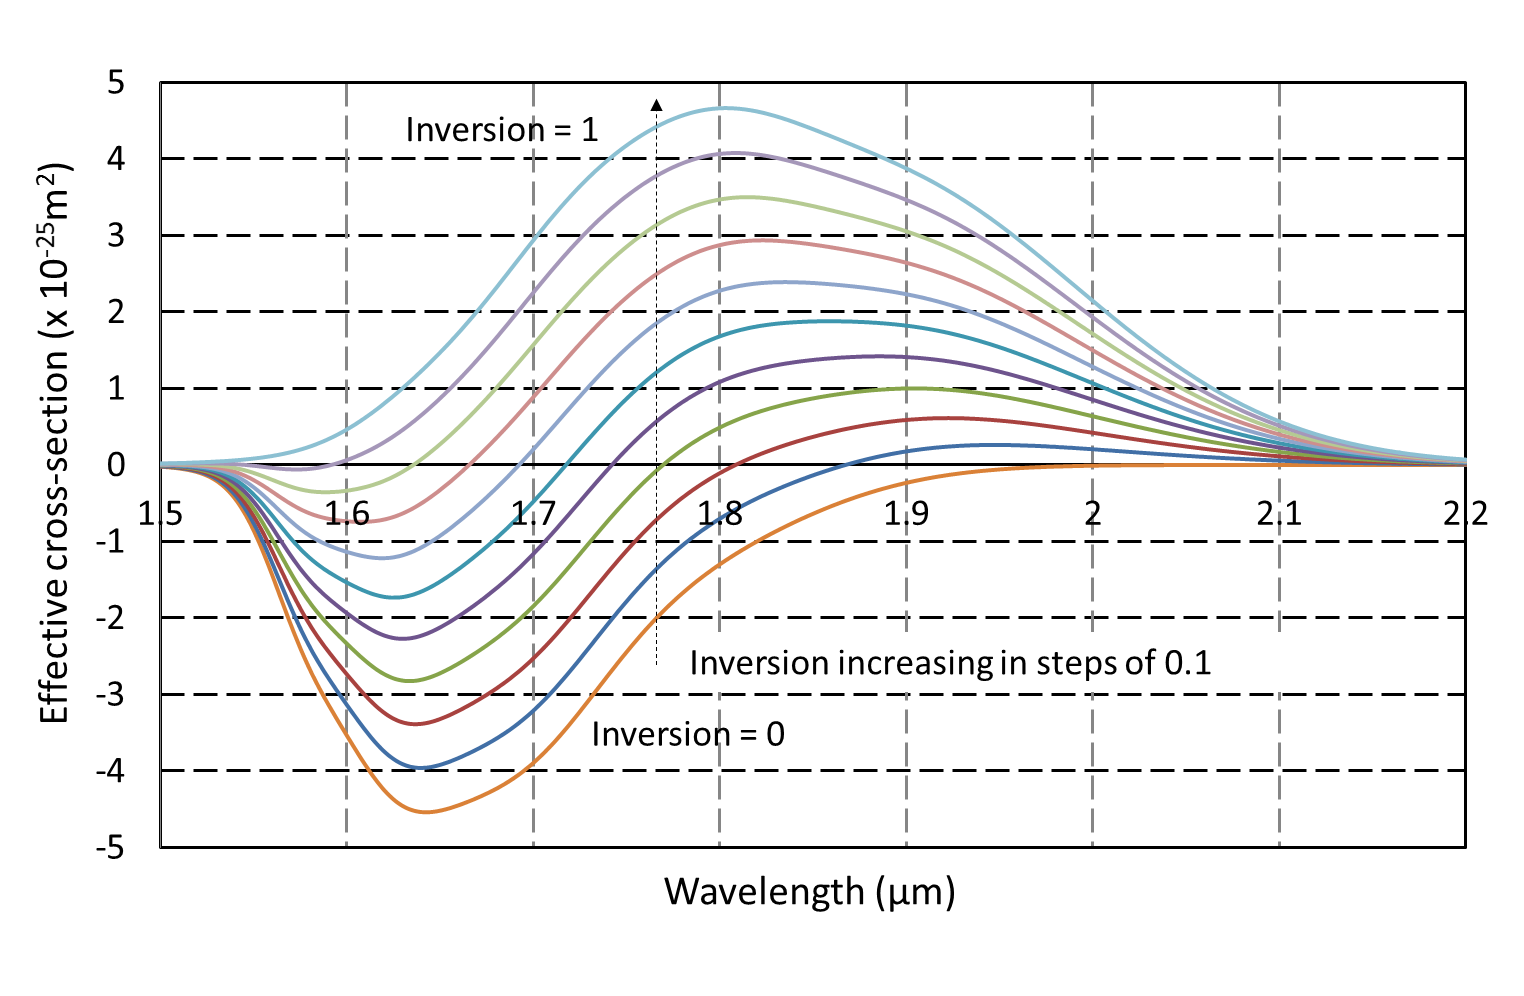 5
Inversion = 1
4
3
2
1
0
1.5 1.6 1.7 1.8 1.9 2 2.1 2.2
-1
-2
Inversion increasing in steps of 0.1
-3
Inversion = 0
-4
-5
Effective cross-section (x 10⁻²⁵m²)
Wavelength (µm)